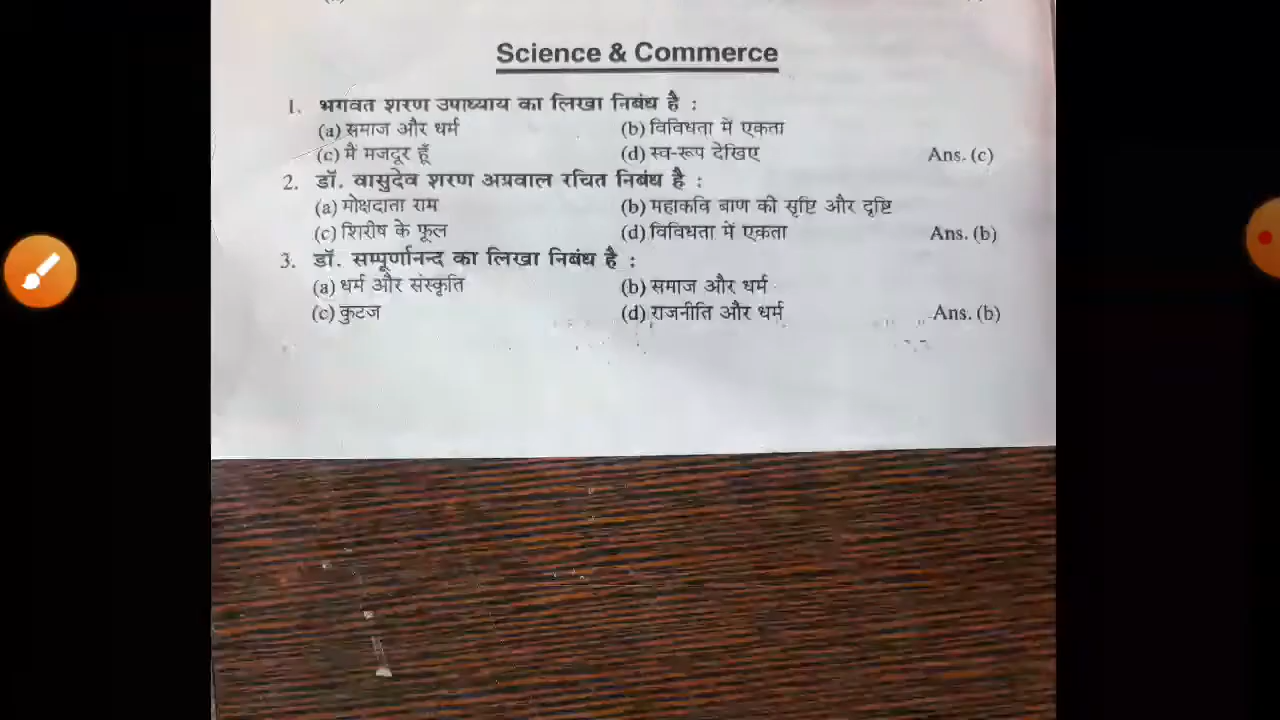 Science & Commerce
1. भगवत शरण उपाध्याय का लिखा निबंध है :
(a) समाज और धर्म (b) विविधता में एकता
(c) मैं मजदूर हूँ (d) स्व-रूप देखिए Ans. (c)
2. डॉ. वासुदेव शरण अग्रवाल रचित निबंध है :
(a) मोक्षदाता राम (b) महाकवि बाण की सृष्टि और दृष्टि
(c) शिरीष के फूल (d) विविधता में एकता Ans. (b)
3. डॉ. सम्पूर्णानन्द का लिखा निबंध है :
(a) धर्म और संस्कृति (b) समाज और धर्म
(c) कुटज (d) राजनीति और धर्म Ans. (b)